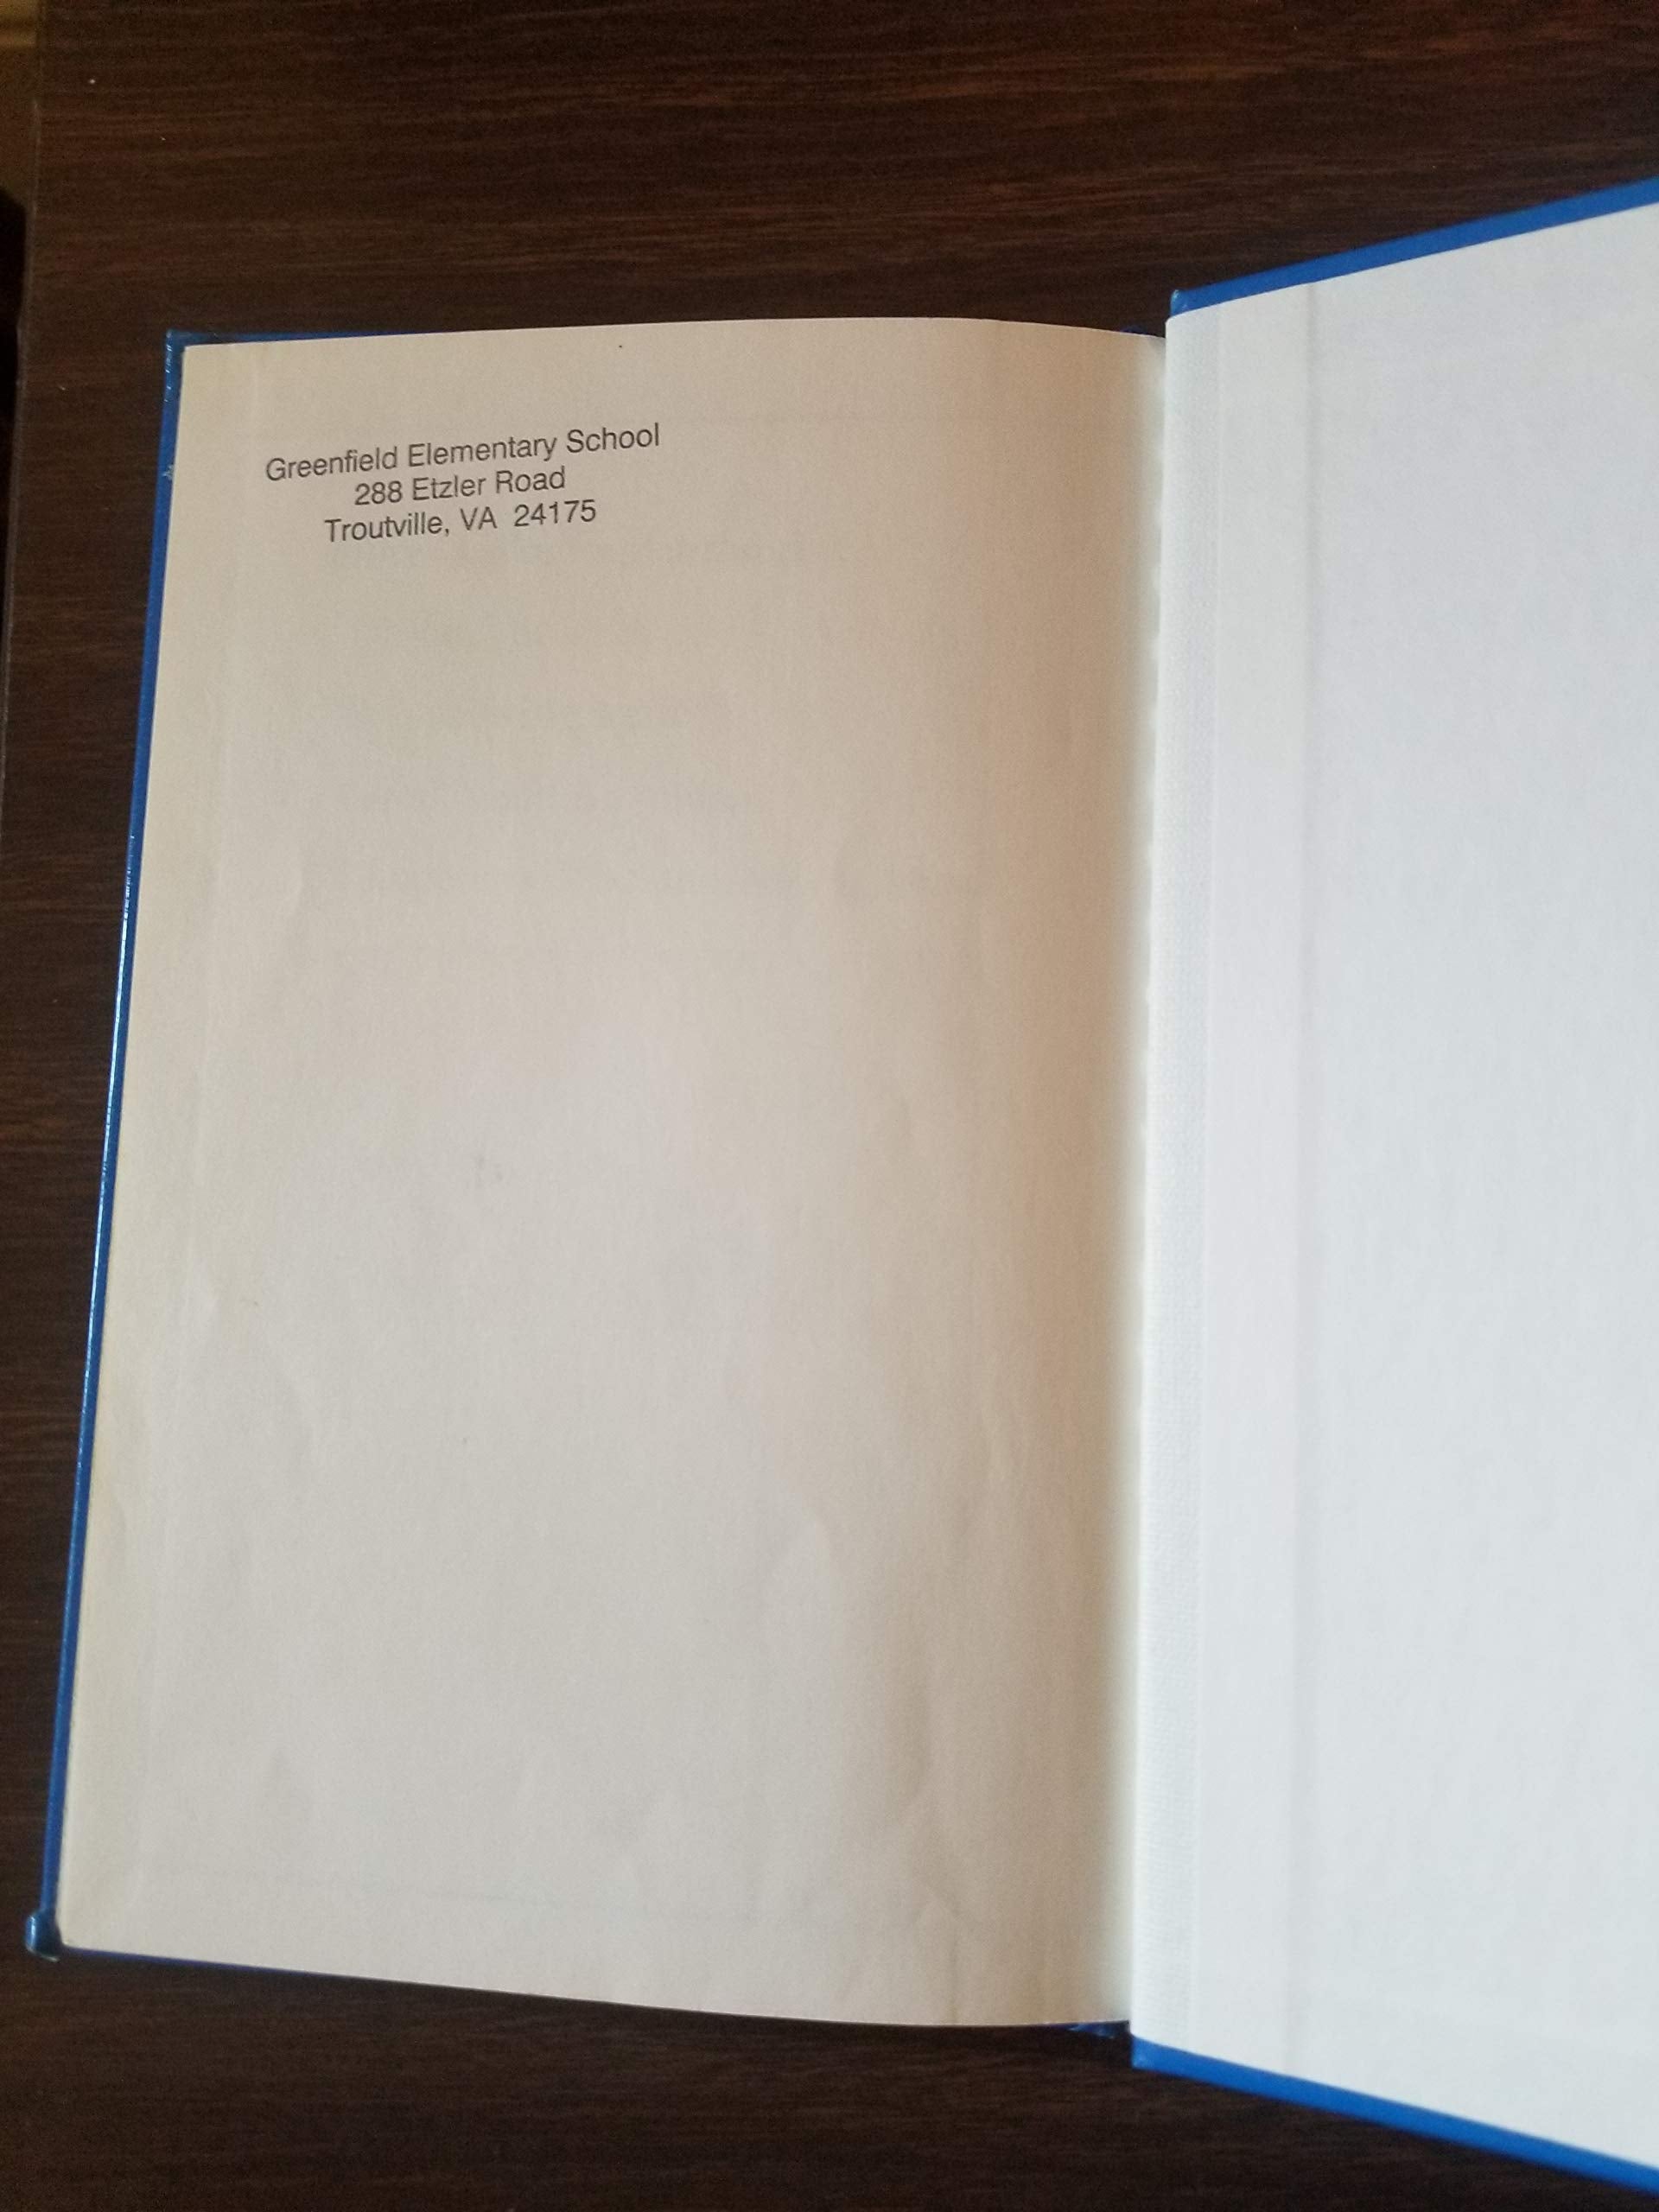 Greenfield Elementary School
288 Etzler Road
Troutville, VA 24175